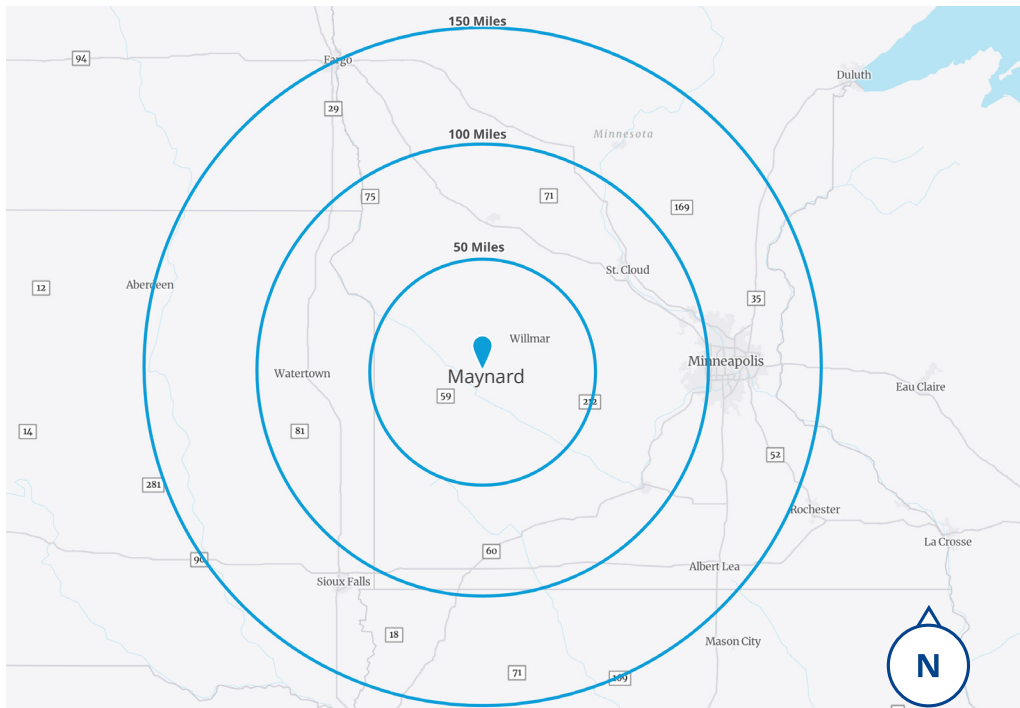 150 Miles
94
Fargo
Duluth
29
100 Miles
Minnesota
75
71
169
50 Miles
St. Cloud
Aberdeen
12
35
Willmar
Minneapolis
Watertown
Maynard
Eau Claire
59
212
14
81
52
281
Rochester
La Crosse
60
90
Albert Lea
Sioux Falls
18
Mason City
71
169
N